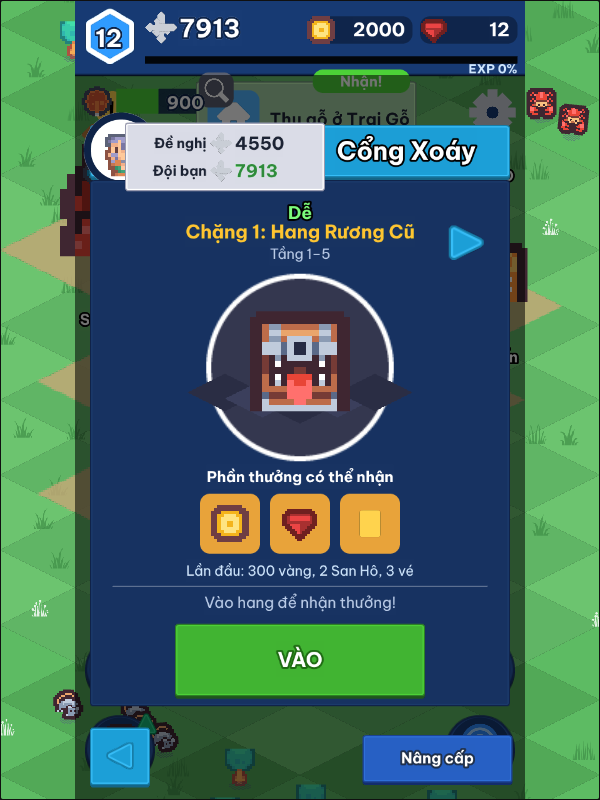 12
7913
2000
12
EXP 0%
Nhận!
900
Thu gỗ ở Trại Gỗ
Đề nghị 4550
Đội bạn 7913
Cổng Xoáy
Dễ
Chặng 1: Hang Rương Cũ
Tầng 1-5
Phần thưởng có thể nhận
Lần đầu: 300 vàng, 2 San Hô, 3 vé
Vào hang để nhận thưởng!
VÀO
Nâng cấp